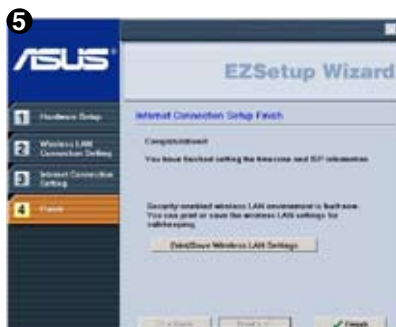 5
ASUS
EZSetup Wizard
1 Hardware Setup
Internet Connection Setup Finish
2 Wireless LAN
Connection Setting
3 Internet Connection
Setting
4 Finish
Congratulations!
You have finished setting the timezone and ISP information
Security-enabled wireless LAN environment is built now.
You can print or save the wireless LAN settings for
safekeeping.
Print/Save Wireless LAN Settings
Finish